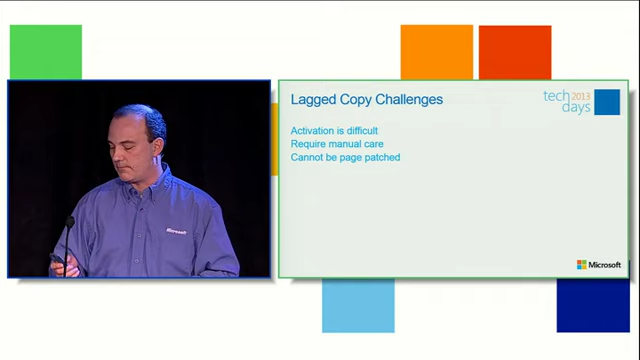 Lagged Copy Challenges
tech 2013
days
Activation is difficult
Require manual care
Cannot be page patched
Microsoft
Microsoft